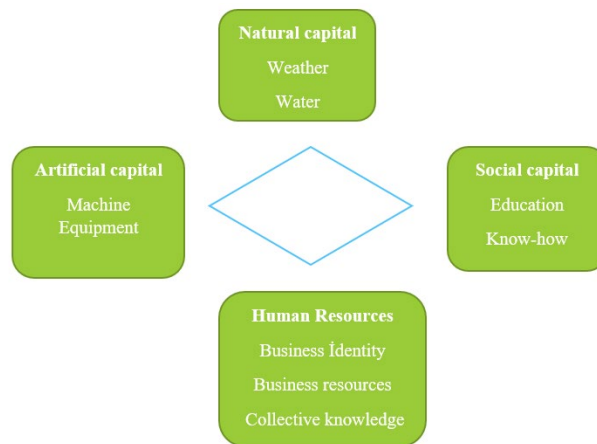 Natural capital
Weather
Water
Artificial capital
Machine
Equipment
Social capital
Education
Know-how
Human Resources
Business İdentity
Business resources
Collective knowledge